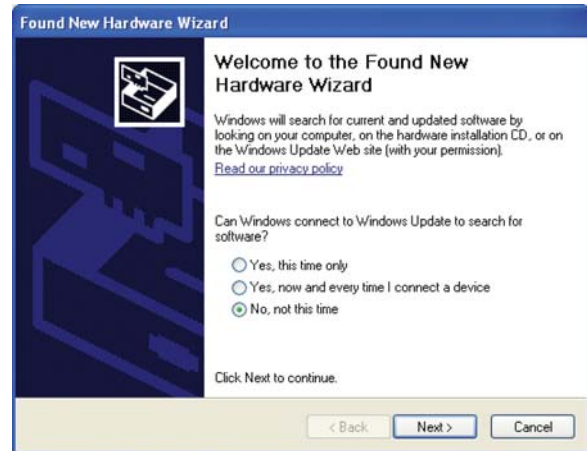 Found New Hardware Wizard
Welcome to the Found New
Hardware Wizard
Windows will search for current and updated software by
looking on your computer, on the hardware installation CD, or on
the Windows Update Web site (with your permission).
Read our privacy policy
Can Windows connect to Windows Update to search for
software?
Yes, this time only
Yes, now and every time I connect a device
No, not this time
Click Next to continue.
< Back Next > Cancel